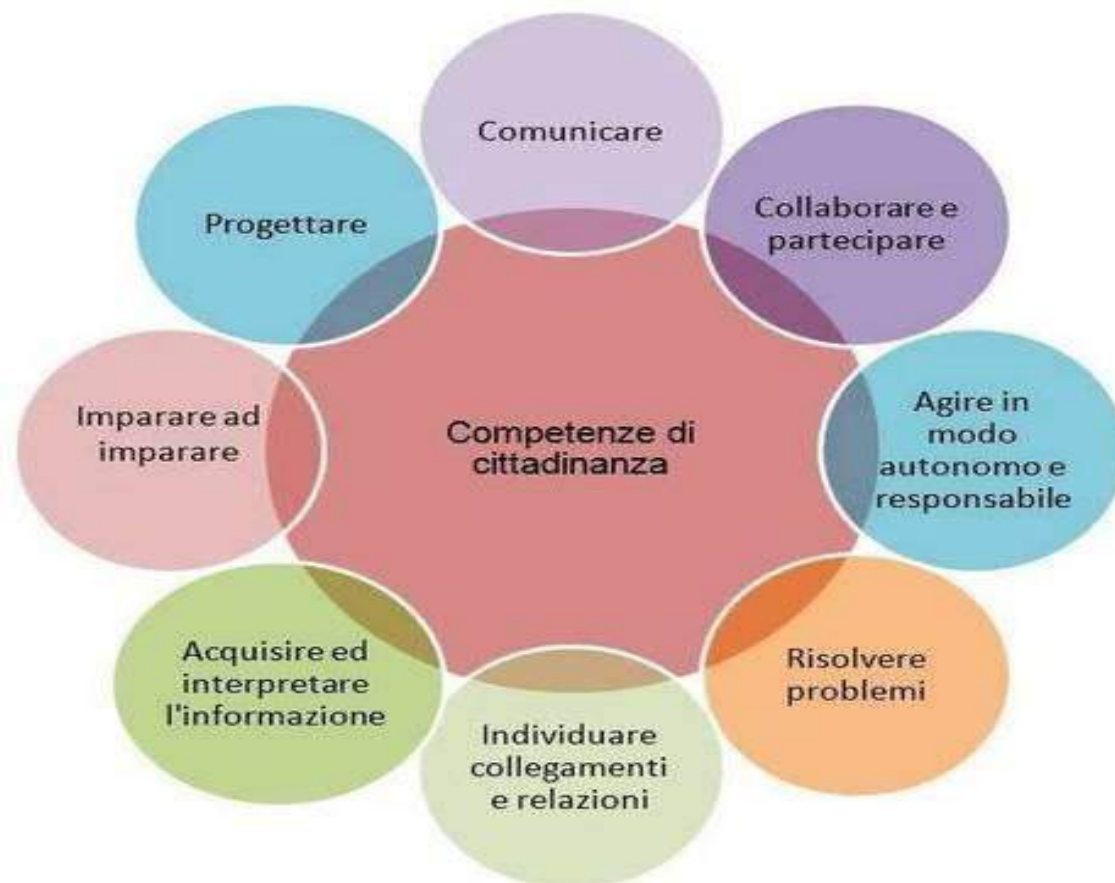 Comunicare
Collaborare e
partecipare
Agire in
modo
autonomo e
responsabile
Risolvere
problemi
Individuare
collegamenti
e relazioni
Acquisire ed
interpretare
l'informazione
Imparare ad
imparare
Progettare
Competenze di
cittadinanza